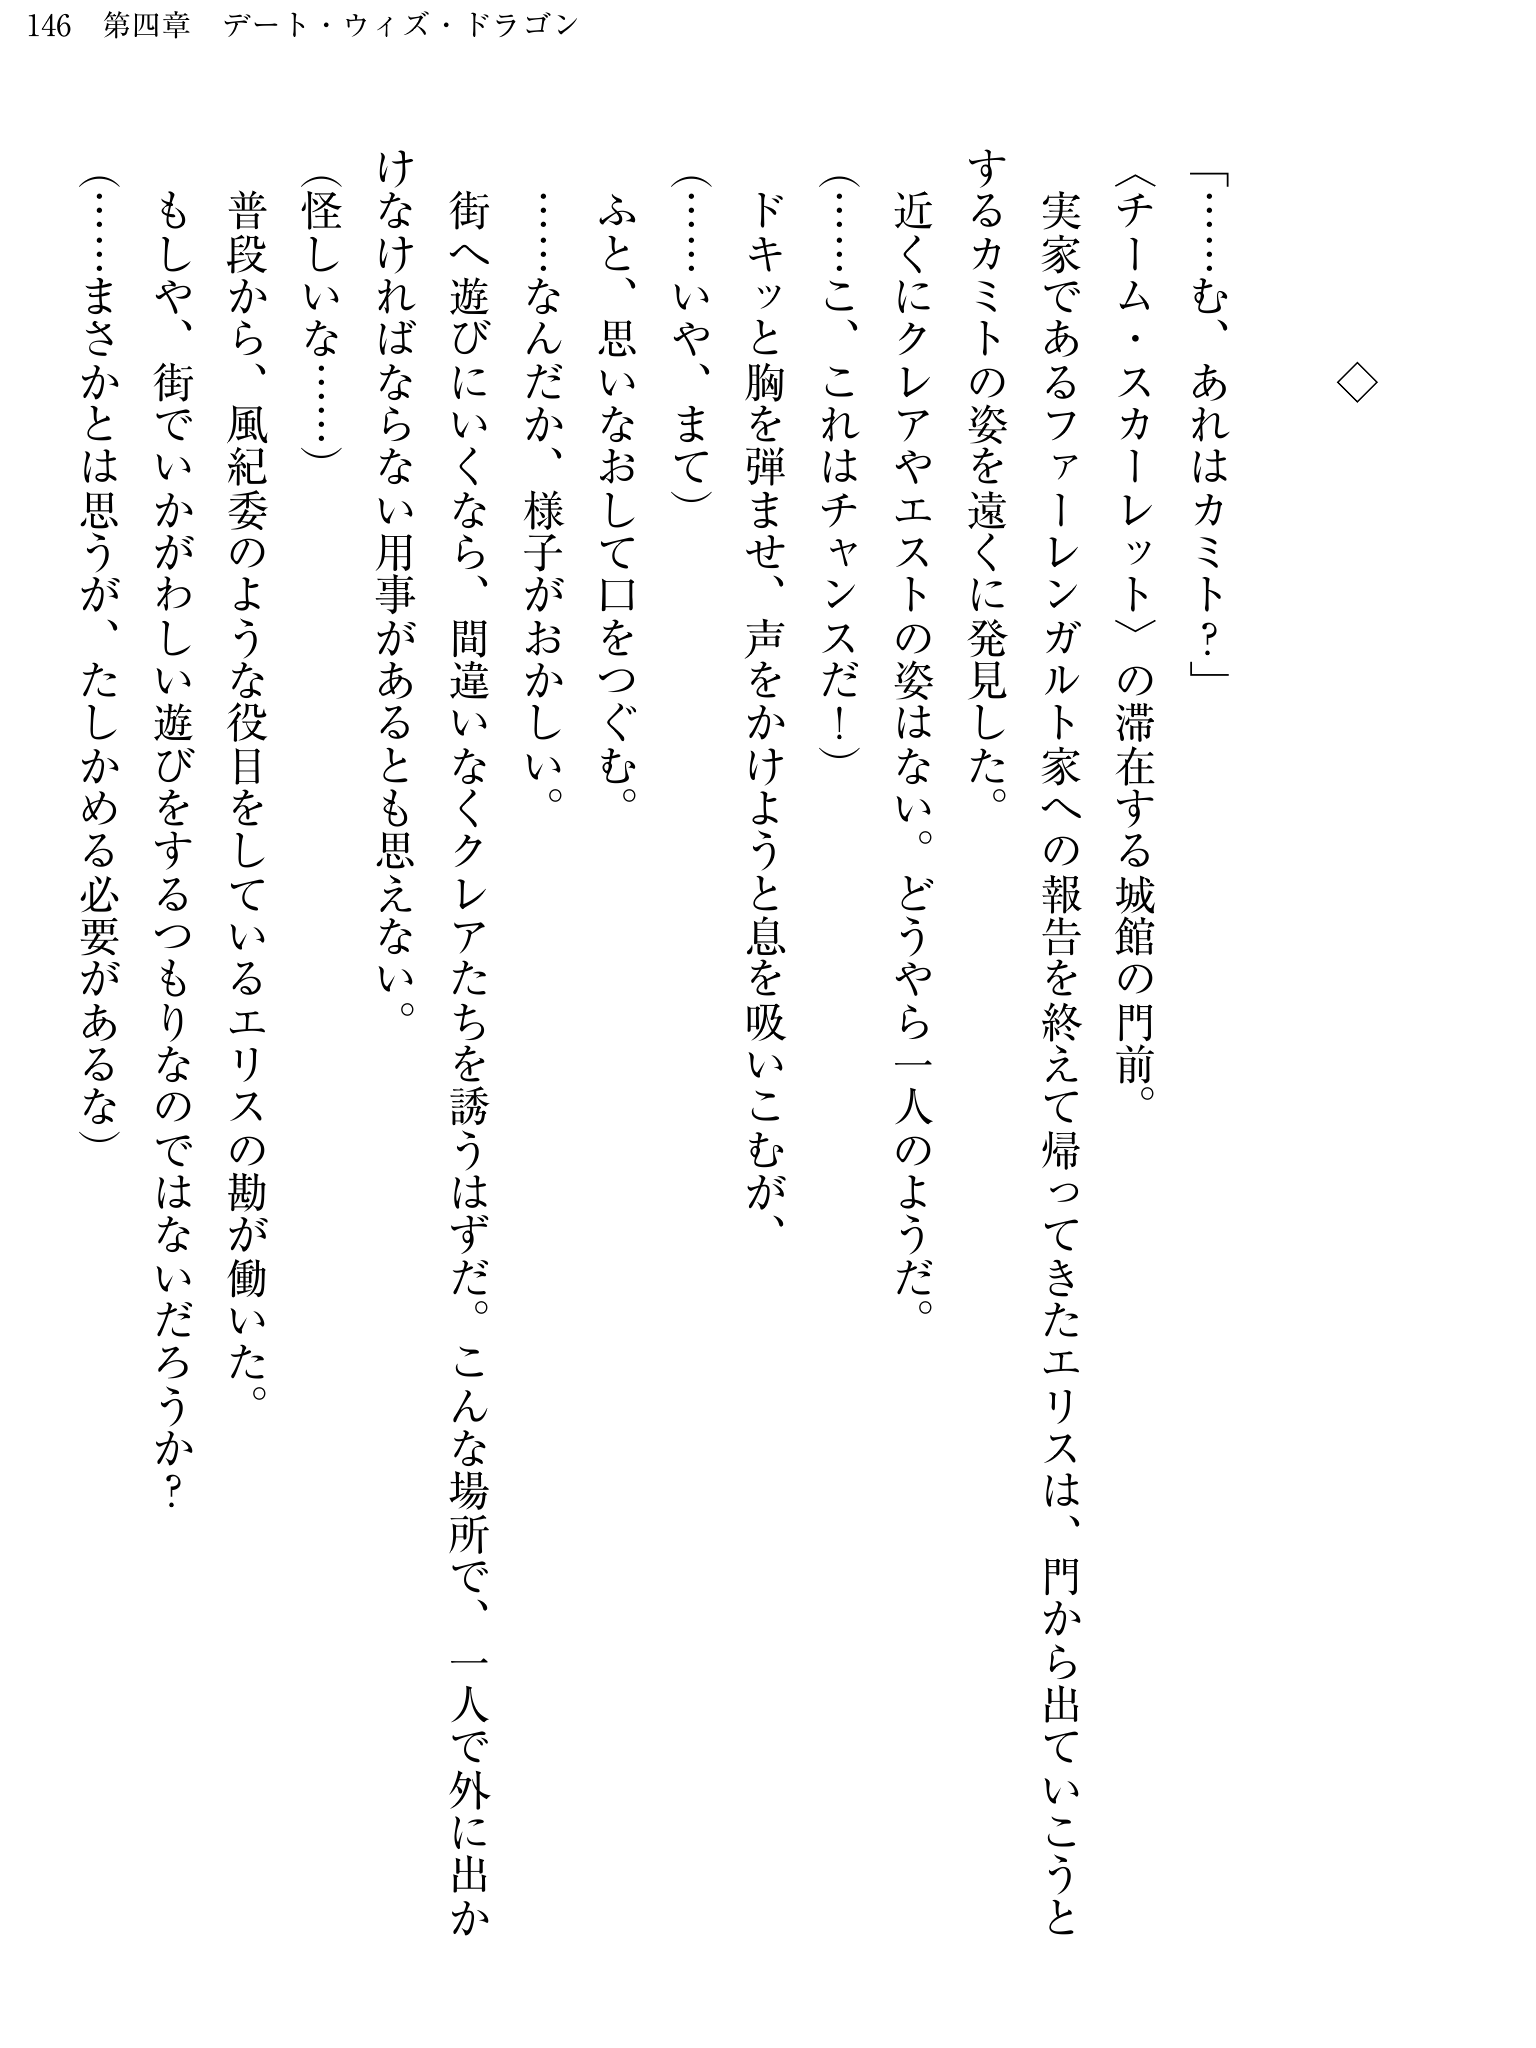 146　第四章　デート・ウィズ・ドラゴン
◇
「……む、あれはカミト？」
〈チーム・スカーレット〉の滞在する城館の門前。
実家であるファーレンガルト家への報告を終えて帰ってきたエリスは、門から出ていこうと
するカミトの姿を遠くに発見した。
近くにクレアやエストの姿はない。どうやら一人のようだ。
（……こ、これはチャンスだ！）
ドキッと胸を弾ませ、声をかけようと息を吸いこむが、
（……いや、まて）
ふと、思いなおして口をつぐむ。
……なんだか、様子がおかしい。
街へ遊びにいくなら、間違いなくクレアたちを誘うはずだ。こんな場所で、一人で外に出か
けなければならない用事があるとも思えない。
（怪しいな……）
普段から、風紀委のような役目をしているエリスの勘が働いた。
もしや、街でいかがわしい遊びをするつもりなのではないだろうか？
（……まさかとは思うが、たしかめる必要があるな）